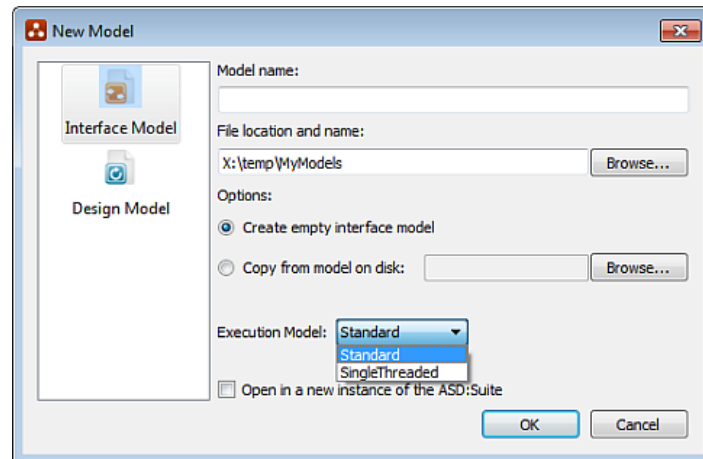 New Model
Interface Model
Design Model
Model name:
File location and name:
X:\temp\MyModels
Browse...
Options:
Create empty interface model
Copy from model on disk:
Browse...
Execution Model:
Standard
Standard
SingleThreaded
Open in a new instance of the ASD:Suite
OK
Cancel